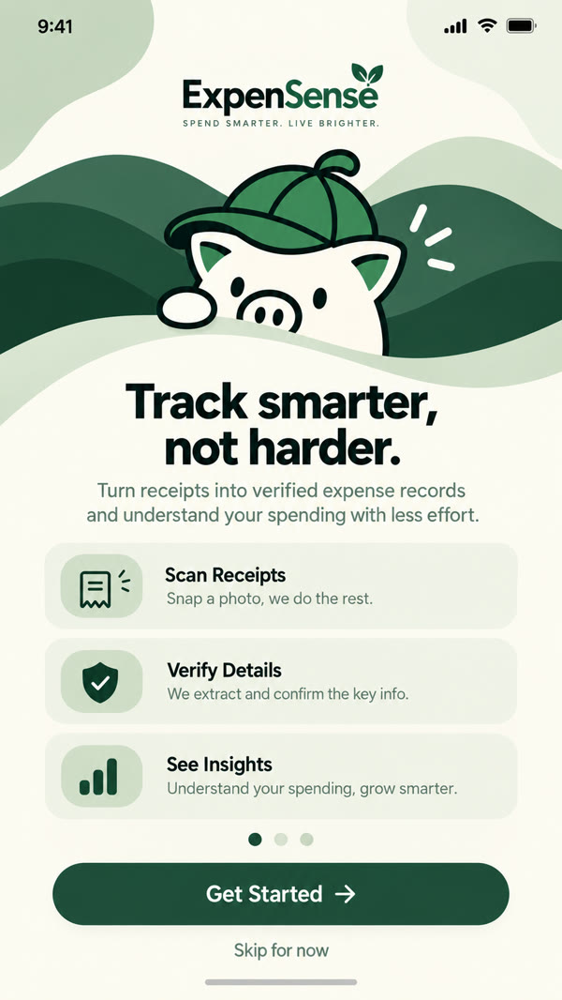 9:41
ExpenSense
SPEND SMARTER. LIVE BRIGHTER.
Track smarter,
not harder.
Turn receipts into verified expense records
and understand your spending with less effort.
Scan Receipts
Snap a photo, we do the rest.
Verify Details
We extract and confirm the key info.
See Insights
Understand your spending, grow smarter.
Get Started →
Skip for now